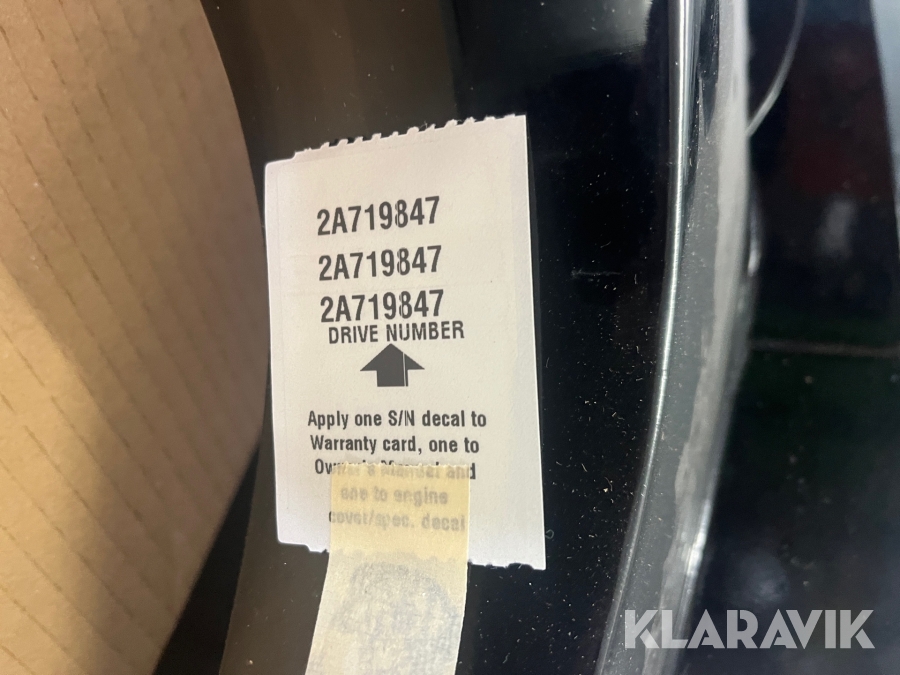 2A719847
2A719847
2A719847
DRIVE NUMBER
Apply one S/N decal to
Warranty card, one to
Owner's Manual and
one to engine
cover/spec. decal
KLARAVIK